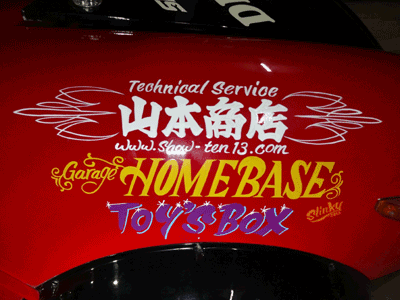 Technical Service
山本商店
www.show-ten13.com
Garage HOMEBASE
TOY'S BOX
Slinky